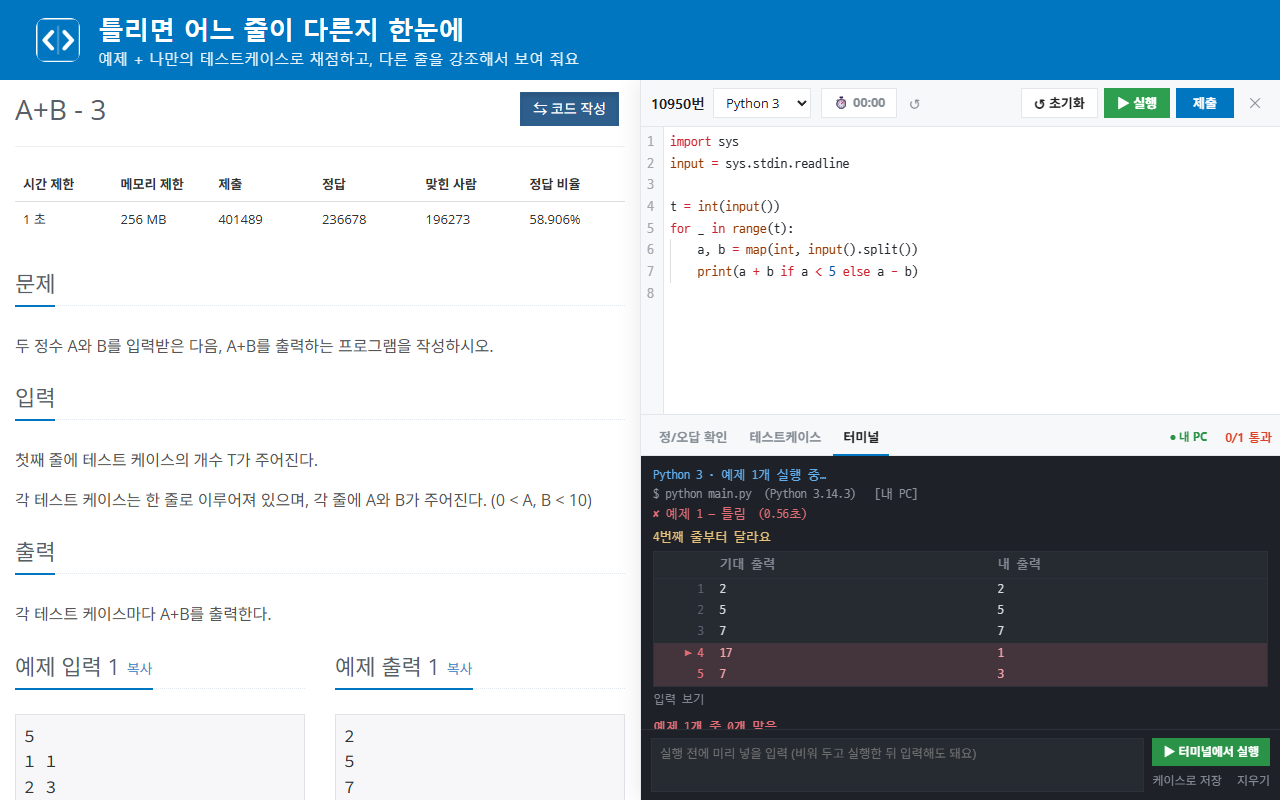 틀리면 어느 줄이 다른지 한눈에
예제 + 나만의 테스트케이스로 채점하고, 다른 줄을 강조해서 보여 줘요
A+B - 3
⇆ 코드 작성
시간 제한 메모리 제한 제출 정답 맞힌 사람 정답 비율
1 초 256 MB 401489 236678 196273 58.906%
문제
두 정수 A와 B를 입력받은 다음, A+B를 출력하는 프로그램을 작성하시오.
입력
첫째 줄에 테스트 케이스의 개수 T가 주어진다.
각 테스트 케이스는 한 줄로 이루어져 있으며, 각 줄에 A와 B가 주어진다. (0 < A, B < 10)
출력
각 테스트 케이스마다 A+B를 출력한다.
예제 입력 1 복사
5
1 1
2 3
예제 출력 1 복사
2
5
7
10950번 Python 3 00:00 ↺ ↺ 초기화 ▶ 실행 제출 ×
1 import sys
2 input = sys.stdin.readline
3
4 t = int(input())
5 for _ in range(t):
6     a, b = map(int, input().split())
7     print(a + b if a < 5 else a - b)
8
정/오답 확인 테스트케이스 터미널 ● 내 PC 0/1 통과
Python 3 · 예제 1개 실행 중…
$ python main.py (Python 3.14.3) [내 PC]
✘ 예제 1 — 틀림 (0.56초)
4번째 줄부터 달라요
기대 출력 내 출력
1 2 2
2 5 5
3 7 7
▶ 4 17 1
5 7 3
입력 보기
예제 1개 중 0개 맞음
실행 전에 미리 넣을 입력 (비워 두고 실행한 뒤 입력해도 돼요)
▶ 터미널에서 실행
케이스로 저장 지우기